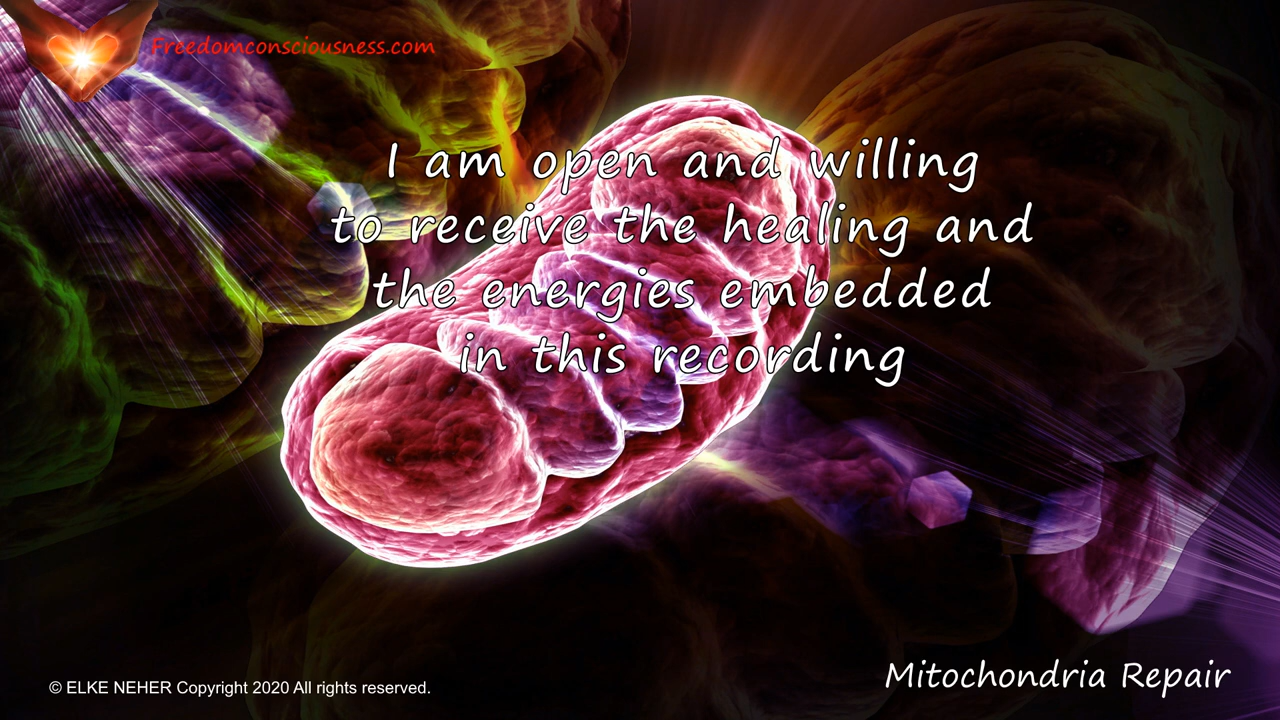 Freedomconsciousness.com
I am open and willing
to receive the healing and
the energies embedded
in this recording
© ELKE NEHER Copyright 2020 All rights reserved.
Mitochondria Repair